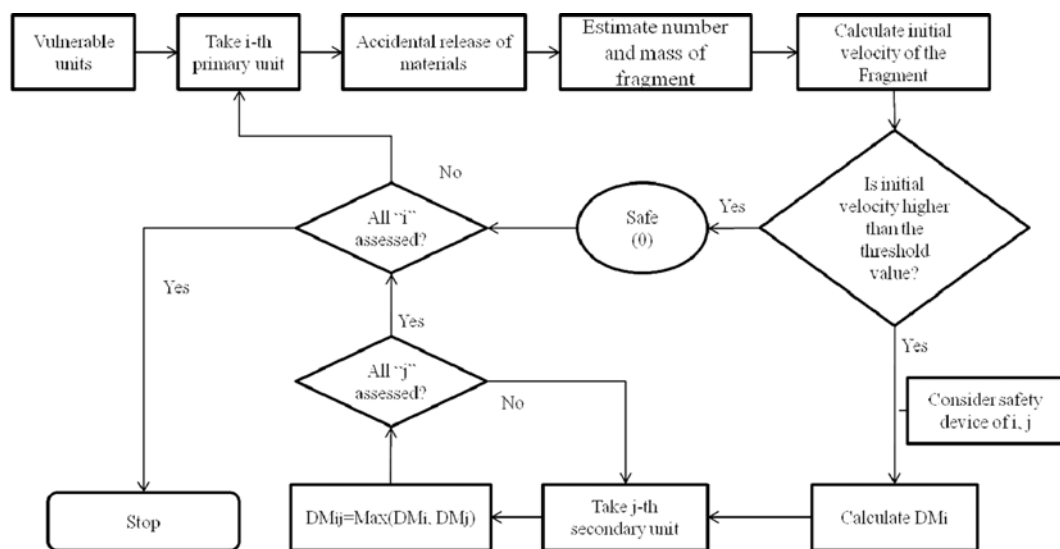 Vulnerable
units
Take i-th
primary unit
Accidental release of
materials
Estimate number
and mass of
fragment
Calculate initial
velocity of the
Fragment
Is initial
velocity higher
than the
threshold
value?
Yes
Safe
(0)
No
All “i”
assessed?
Yes
Yes
All “j”
assessed?
No
Yes
Consider safety
device of i, j
Stop
DMij=Max(DMi, DMj)
Take j-th
secondary unit
Calculate DMi